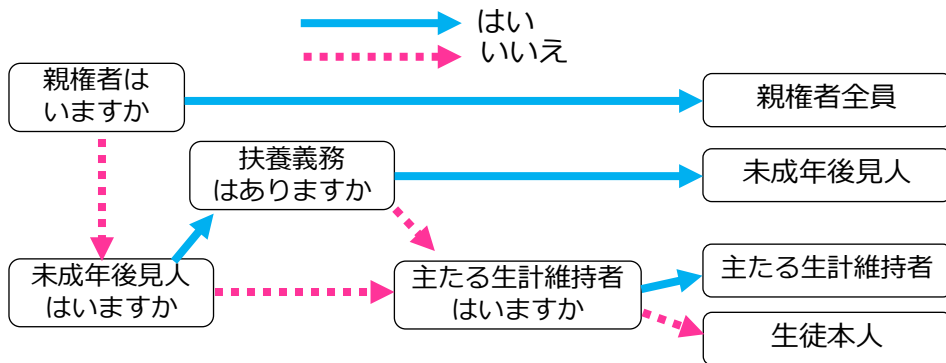 はい
いいえ
親権者は
いますか
親権者全員
扶養義務
はありますか
未成年後見人
未成年後見人
はいますか
主たる生計維持者
はいますか
主たる生計維持者
生徒本人